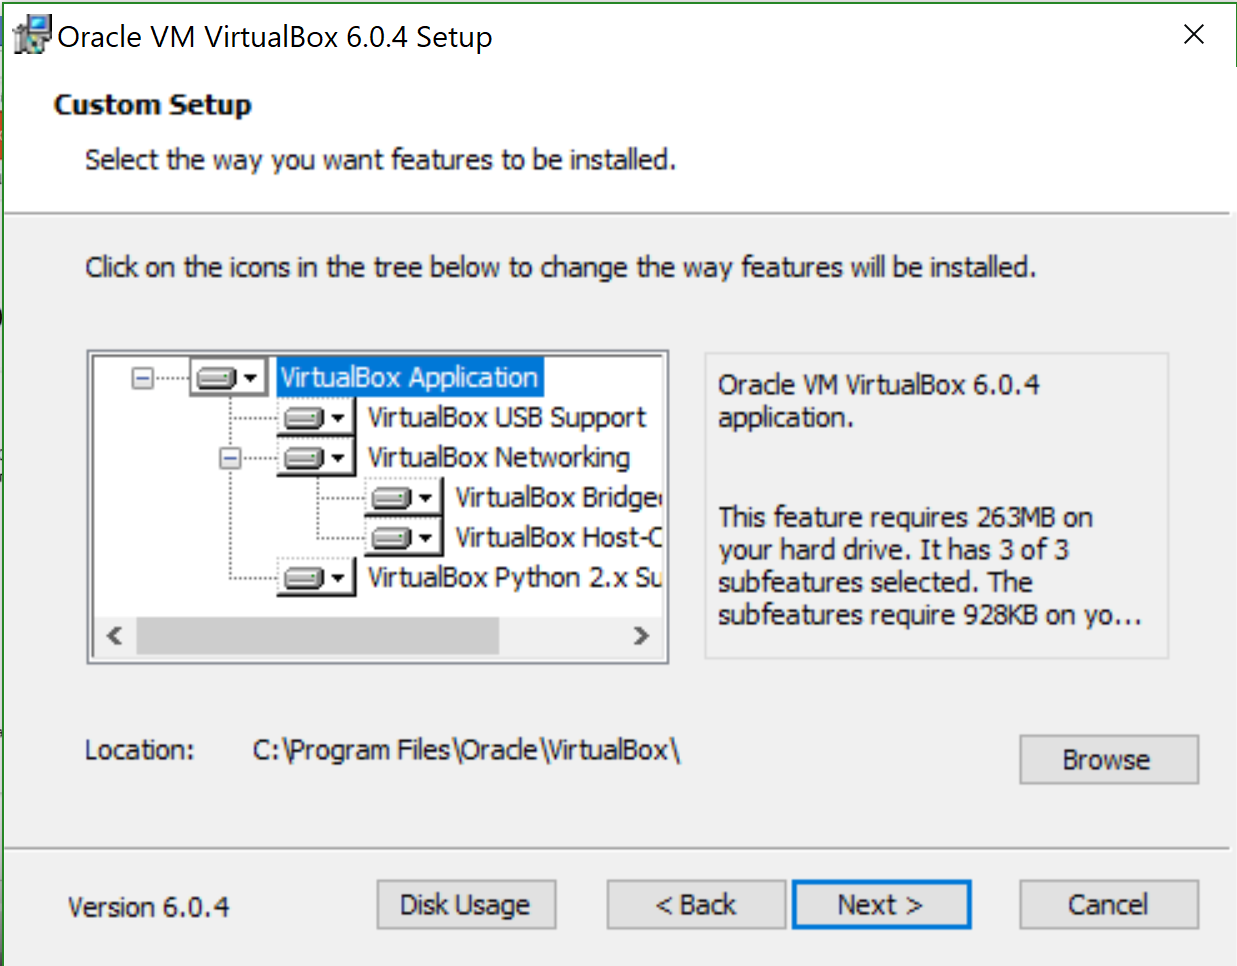 Oracle VM VirtualBox 6.0.4 Setup
Custom Setup
Select the way you want features to be installed.
Click on the icons in the tree below to change the way features will be installed.
VirtualBox Application
VirtualBox USB Support
VirtualBox Networking
VirtualBox Bridged
VirtualBox Host-C
VirtualBox Python 2.x Su
Oracle VM VirtualBox 6.0.4
application.
This feature requires 263MB on
your hard drive. It has 3 of 3
subfeatures selected. The
subfeatures require 928KB on yo...
Location: C:\Program Files\Oracle\VirtualBox\
Browse
Version 6.0.4
Disk Usage
< Back
Next >
Cancel